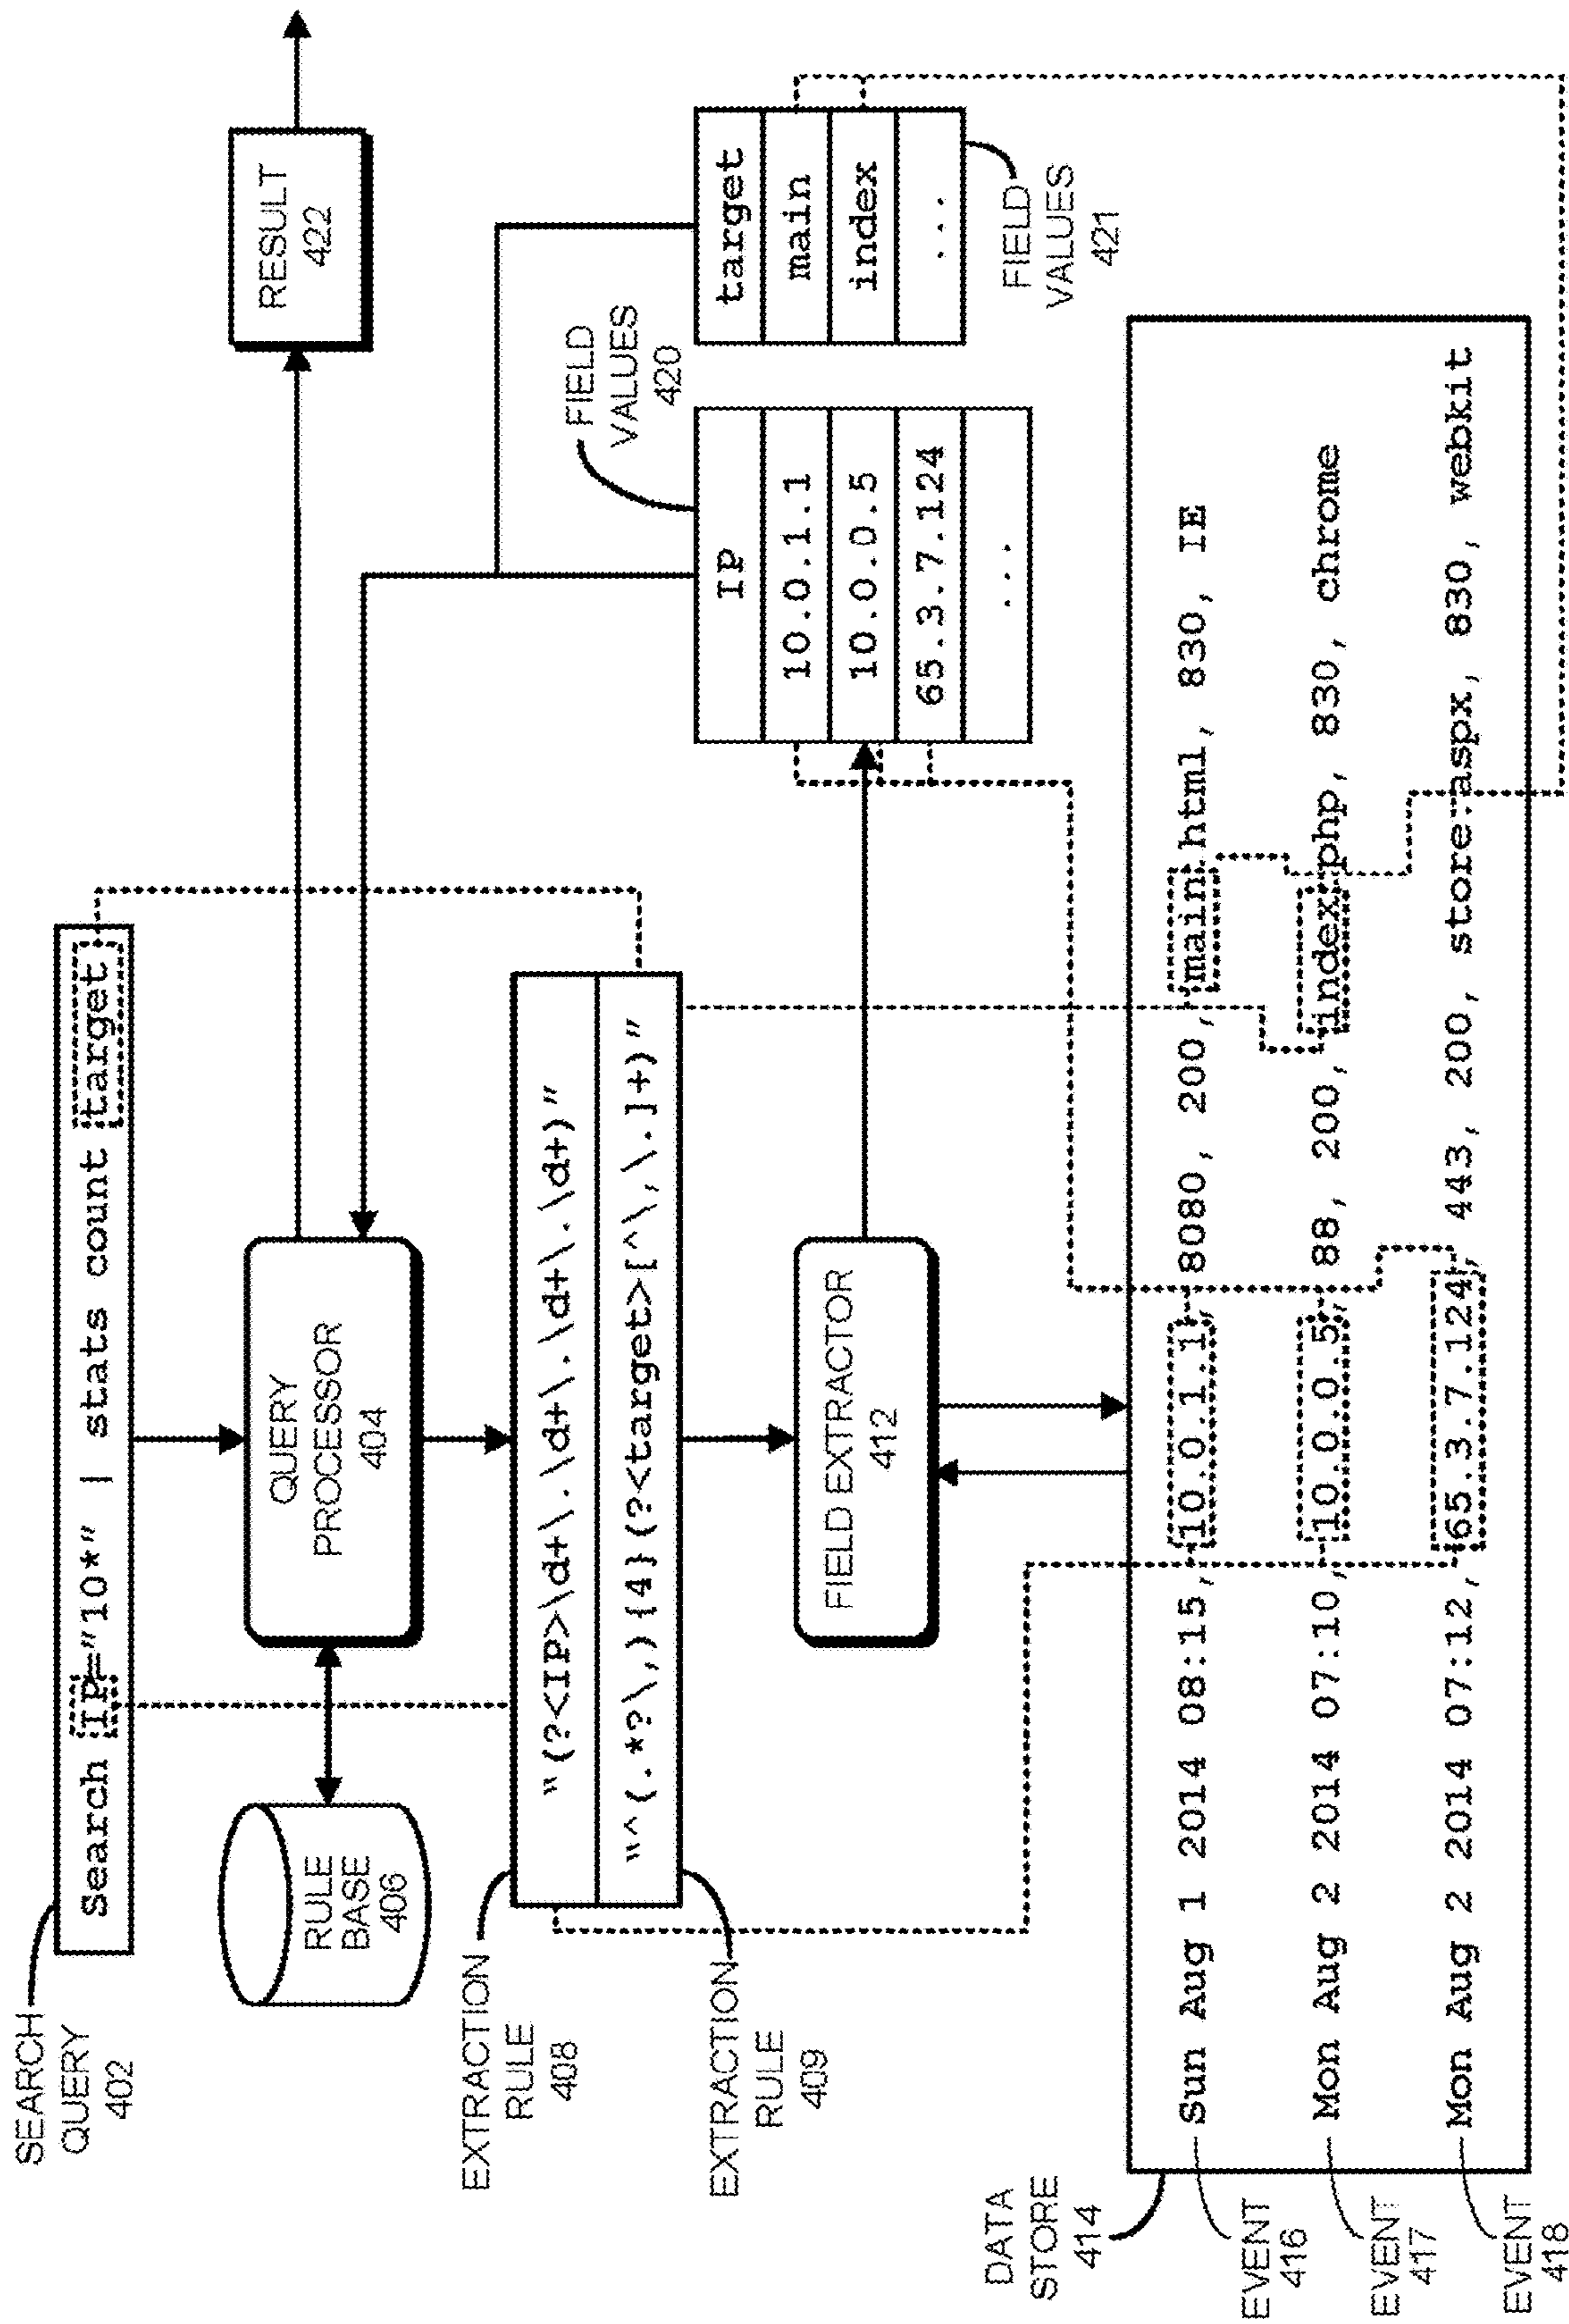 SEARCH
QUERY
402
Search IP="10*" | stats count target
RULE
BASE
406
QUERY
PROCESSOR
404
RESULT
422
EXTRACTION
RULE
408
"(?<IP>\d+\.\d+\.\d+\.\d+)"
"^(.*?\,){4}(?<target>[^\,\.]+)"
EXTRACTION
RULE
409
FIELD EXTRACTOR
412
FIELD
VALUES
420
IP
10.0.1.1
10.0.0.5
65.3.7.124
...
target
main
index
...
FIELD
VALUES
421
DATA
STORE
414
Sun Aug 1 2014 08:15, 10.0.1.1, 8080, 200, main.html, 830, IE
Mon Aug 2 2014 07:10, 10.0.0.5, 88, 200, index.php, 830, chrome
Mon Aug 2 2014 07:12, 65.3.7.124, 443, 200, store.aspx, 830, webkit
EVENT
416
EVENT
417
EVENT
418